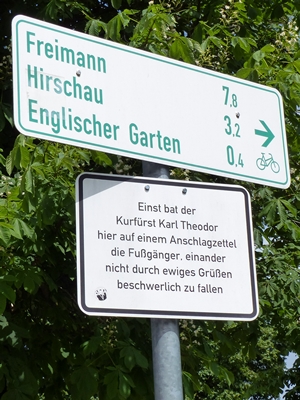 Freimann 7,8
Hirschau 3,2
Englischer Garten 0,4
Einst bat der
Kurfürst Karl Theodor
hier auf einem Anschlagzettel
die Fußgänger, einander
nicht durch ewiges Grüßen
beschwerlich zu fallen